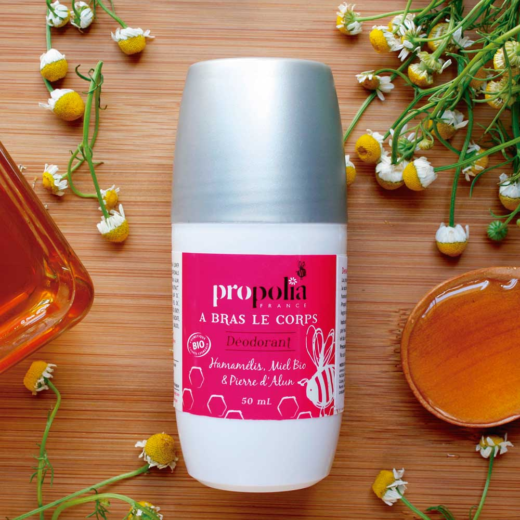 propolia
FRANCE
A BRAS LE CORPS
Déodorant
BIO
Hamamélis, Miel Bio
& Pierre d'Alun
50 mL